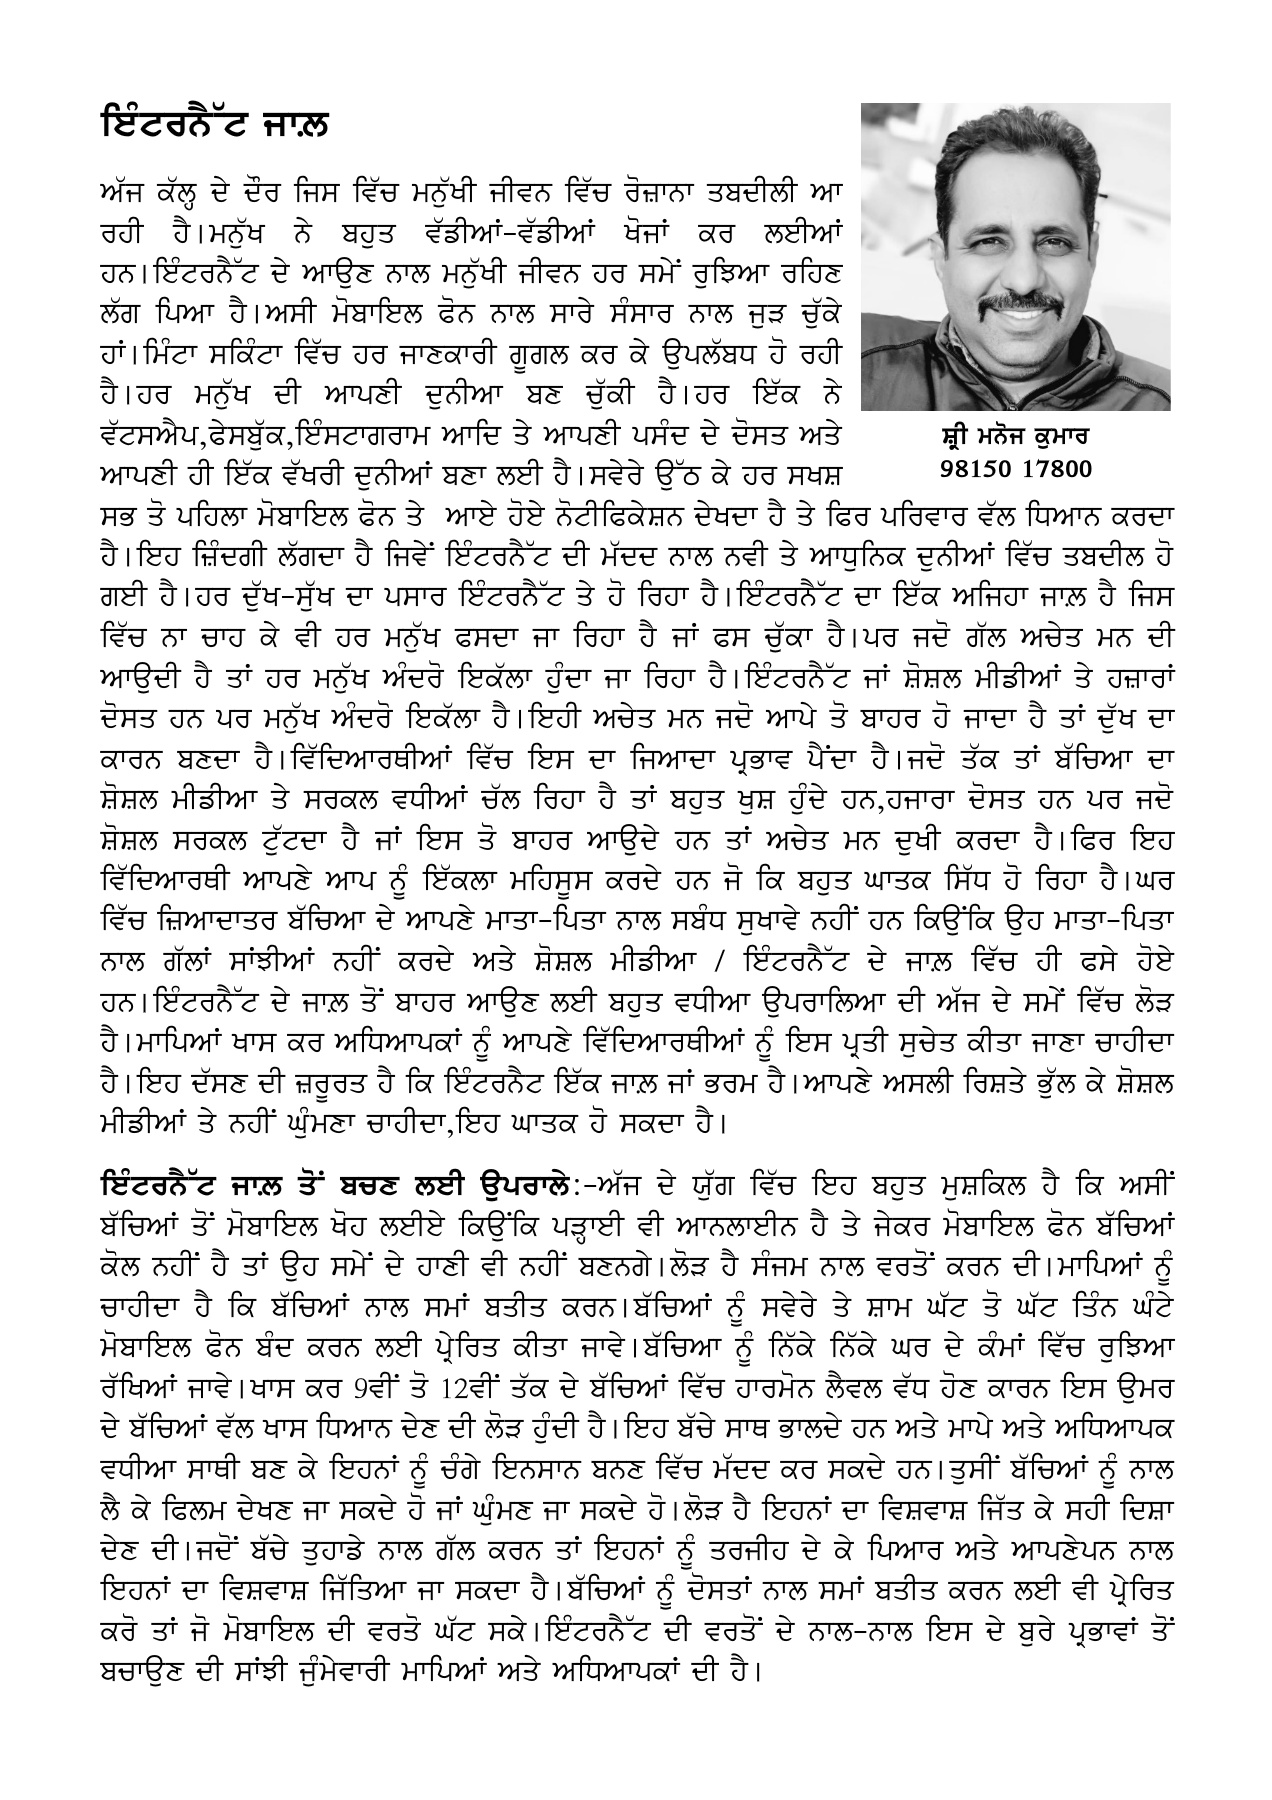 ਇੰਟਰਨੈੱਟ ਜਾਲ਼
ਅੱਜ ਕੱਲ੍ਹ ਦੇ ਦੌਰ ਜਿਸ ਵਿੱਚ ਮਨੁੱਖੀ ਜੀਵਨ ਵਿੱਚ ਰੋਜ਼ਾਨਾ ਤਬਦੀਲੀ ਆ
ਰਹੀ ਹੈ।ਮਨੁੱਖ ਨੇ ਬਹੁਤ ਵੱਡੀਆਂ-ਵੱਡੀਆਂ ਖੋਜਾਂ ਕਰ ਲਈਆਂ
ਹਨ।ਇੰਟਰਨੈੱਟ ਦੇ ਆਉਣ ਨਾਲ ਮਨੁੱਖੀ ਜੀਵਨ ਹਰ ਸਮੇਂ ਰੁਝਿਆ ਰਹਿਣ
ਲੱਗ ਪਿਆ ਹੈ।ਅਸੀ ਮੋਬਾਇਲ ਫੋਨ ਨਾਲ ਸਾਰੇ ਸੰਸਾਰ ਨਾਲ ਜੁੜ ਚੁੱਕੇ
ਹਾਂ।ਮਿੰਟਾ ਸਕਿੰਟਾ ਵਿੱਚ ਹਰ ਜਾਣਕਾਰੀ ਗੂਗਲ ਕਰ ਕੇ ਉਪਲੱਬਧ ਹੋ ਰਹੀ
ਹੈ।ਹਰ ਮਨੁੱਖ ਦੀ ਆਪਣੀ ਦੁਨੀਆ ਬਣ ਚੁੱਕੀ ਹੈ।ਹਰ ਇੱਕ ਨੇ
ਵੱਟਸਐਪ,ਫੇਸਬੁੱਕ,ਇੰਸਟਾਗਰਾਮ ਆਦਿ ਤੇ ਆਪਣੀ ਪਸੰਦ ਦੇ ਦੋਸਤ ਅਤੇ
ਆਪਣੀ ਹੀ ਇੱਕ ਵੱਖਰੀ ਦੁਨੀਆਂ ਬਣਾ ਲਈ ਹੈ।ਸਵੇਰੇ ਉੱਠ ਕੇ ਹਰ ਸਖਸ਼
ਸ਼੍ਰੀ ਮਨੋਜ ਕੁਮਾਰ
98150 17800
ਸਭ ਤੋ ਪਹਿਲਾ ਮੋਬਾਇਲ ਫੋਨ ਤੇ  ਆਏ ਹੋਏ ਨੋਟੀਫਿਕੇਸ਼ਨ ਦੇਖਦਾ ਹੈ ਤੇ ਫਿਰ ਪਰਿਵਾਰ ਵੱਲ ਧਿਆਨ ਕਰਦਾ
ਹੈ।ਇਹ ਜ਼ਿੰਦਗੀ ਲੱਗਦਾ ਹੈ ਜਿਵੇਂ ਇੰਟਰਨੈੱਟ ਦੀ ਮੱਦਦ ਨਾਲ ਨਵੀ ਤੇ ਆਧੁਨਿਕ ਦੁਨੀਆਂ ਵਿੱਚ ਤਬਦੀਲ ਹੋ
ਗਈ ਹੈ।ਹਰ ਦੁੱਖ-ਸੁੱਖ ਦਾ ਪਸਾਰ ਇੰਟਰਨੈੱਟ ਤੇ ਹੋ ਰਿਹਾ ਹੈ।ਇੰਟਰਨੈੱਟ ਦਾ ਇੱਕ ਅਜਿਹਾ ਜਾਲ਼ ਹੈ ਜਿਸ
ਵਿੱਚ ਨਾ ਚਾਹ ਕੇ ਵੀ ਹਰ ਮਨੁੱਖ ਫਸਦਾ ਜਾ ਰਿਹਾ ਹੈ ਜਾਂ ਫਸ ਚੁੱਕਾ ਹੈ।ਪਰ ਜਦੋ ਗੱਲ ਅਚੇਤ ਮਨ ਦੀ
ਆਉਦੀ ਹੈ ਤਾਂ ਹਰ ਮਨੁੱਖ ਅੰਦਰੋ ਇਕੱਲਾ ਹੁੰਦਾ ਜਾ ਰਿਹਾ ਹੈ।ਇੰਟਰਨੈੱਟ ਜਾਂ ਸ਼ੋਸ਼ਲ ਮੀਡੀਆਂ ਤੇ ਹਜ਼ਾਰਾਂ
ਦੋਸਤ ਹਨ ਪਰ ਮਨੁੱਖ ਅੰਦਰੋ ਇਕੱਲਾ ਹੈ।ਇਹੀ ਅਚੇਤ ਮਨ ਜਦੋ ਆਪੇ ਤੋ ਬਾਹਰ ਹੋ ਜਾਦਾ ਹੈ ਤਾਂ ਦੁੱਖ ਦਾ
ਕਾਰਨ ਬਣਦਾ ਹੈ।ਵਿੱਦਿਆਰਥੀਆਂ ਵਿੱਚ ਇਸ ਦਾ ਜਿਆਦਾ ਪ੍ਰਭਾਵ ਪੈਂਦਾ ਹੈ।ਜਦੋ ਤੱਕ ਤਾਂ ਬੱਚਿਆ ਦਾ
ਸ਼ੋਸ਼ਲ ਮੀਡੀਆ ਤੇ ਸਰਕਲ ਵਧੀਆਂ ਚੱਲ ਰਿਹਾ ਹੈ ਤਾਂ ਬਹੁਤ ਖੁਸ਼ ਹੁੰਦੇ ਹਨ,ਹਜਾਰਾ ਦੋਸਤ ਹਨ ਪਰ ਜਦੋ
ਸ਼ੋਸ਼ਲ ਸਰਕਲ ਟੁੱਟਦਾ ਹੈ ਜਾਂ ਇਸ ਤੋ ਬਾਹਰ ਆਉਦੇ ਹਨ ਤਾਂ ਅਚੇਤ ਮਨ ਦੁਖੀ ਕਰਦਾ ਹੈ।ਫਿਰ ਇਹ
ਵਿੱਦਿਆਰਥੀ ਆਪਣੇ ਆਪ ਨੂੰ ਇੱਕਲਾ ਮਹਿਸੂਸ ਕਰਦੇ ਹਨ ਜੋ ਕਿ ਬਹੁਤ ਘਾਤਕ ਸਿੱਧ ਹੋ ਰਿਹਾ ਹੈ।ਘਰ
ਵਿੱਚ ਜ਼ਿਆਦਾਤਰ ਬੱਚਿਆ ਦੇ ਆਪਣੇ ਮਾਤਾ-ਪਿਤਾ ਨਾਲ ਸਬੰਧ ਸੁਖਾਵੇ ਨਹੀਂ ਹਨ ਕਿਉਂਕਿ ਉਹ ਮਾਤਾ-ਪਿਤਾ
ਨਾਲ ਗੱਲਾਂ ਸਾਂਝੀਆਂ ਨਹੀਂ ਕਰਦੇ ਅਤੇ ਸ਼ੋਸ਼ਲ ਮੀਡੀਆ / ਇੰਟਰਨੈੱਟ ਦੇ ਜਾਲ਼ ਵਿੱਚ ਹੀ ਫਸੇ ਹੋਏ
ਹਨ।ਇੰਟਰਨੈੱਟ ਦੇ ਜਾਲ਼ ਤੋਂ ਬਾਹਰ ਆਉਣ ਲਈ ਬਹੁਤ ਵਧੀਆ ਉਪਰਾਲਿਆ ਦੀ ਅੱਜ ਦੇ ਸਮੇਂ ਵਿੱਚ ਲੋੜ
ਹੈ।ਮਾਪਿਆਂ ਖਾਸ ਕਰ ਅਧਿਆਪਕਾਂ ਨੂੰ ਆਪਣੇ ਵਿੱਦਿਆਰਥੀਆਂ ਨੂੰ ਇਸ ਪ੍ਰਤੀ ਸੁਚੇਤ ਕੀਤਾ ਜਾਣਾ ਚਾਹੀਦਾ
ਹੈ।ਇਹ ਦੱਸਣ ਦੀ ਜ਼ਰੂਰਤ ਹੈ ਕਿ ਇੰਟਰਨੈਟ ਇੱਕ ਜਾਲ਼ ਜਾਂ ਭਰਮ ਹੈ।ਆਪਣੇ ਅਸਲੀ ਰਿਸ਼ਤੇ ਭੁੱਲ ਕੇ ਸ਼ੋਸ਼ਲ
ਮੀਡੀਆਂ ਤੇ ਨਹੀਂ ਘੁੰਮਣਾ ਚਾਹੀਦਾ,ਇਹ ਘਾਤਕ ਹੋ ਸਕਦਾ ਹੈ।
ਇੰਟਰਨੈੱਟ ਜਾਲ਼ ਤੋਂ ਬਚਣ ਲਈ ਉਪਰਾਲੇ:-ਅੱਜ ਦੇ ਯੁੱਗ ਵਿੱਚ ਇਹ ਬਹੁਤ ਮੁਸ਼ਕਿਲ ਹੈ ਕਿ ਅਸੀਂ
ਬੱਚਿਆਂ ਤੋਂ ਮੋਬਾਇਲ ਖੋਹ ਲਈਏ ਕਿਉਂਕਿ ਪੜ੍ਹਾਈ ਵੀ ਆਨਲਾਈਨ ਹੈ ਤੇ ਜੇਕਰ ਮੋਬਾਇਲ ਫੋਨ ਬੱਚਿਆਂ
ਕੋਲ ਨਹੀਂ ਹੈ ਤਾਂ ਉਹ ਸਮੇਂ ਦੇ ਹਾਣੀ ਵੀ ਨਹੀਂ ਬਣਨਗੇ।ਲੋੜ ਹੈ ਸੰਜਮ ਨਾਲ ਵਰਤੋਂ ਕਰਨ ਦੀ।ਮਾਪਿਆਂ ਨੂੰ
ਚਾਹੀਦਾ ਹੈ ਕਿ ਬੱਚਿਆਂ ਨਾਲ ਸਮਾਂ ਬਤੀਤ ਕਰਨ।ਬੱਚਿਆਂ ਨੂੰ ਸਵੇਰੇ ਤੇ ਸ਼ਾਮ ਘੱਟ ਤੋ ਘੱਟ ਤਿੰਨ ਘੰਟੇ
ਮੋਬਾਇਲ ਫੋਨ ਬੰਦ ਕਰਨ ਲਈ ਪ੍ਰੇਰਿਤ ਕੀਤਾ ਜਾਵੇ।ਬੱਚਿਆ ਨੂੰ ਨਿੱਕੇ ਨਿੱਕੇ ਘਰ ਦੇ ਕੰਮਾਂ ਵਿੱਚ ਰੁਝਿਆ
ਰੱਖਿਆਂ ਜਾਵੇ।ਖਾਸ ਕਰ 9ਵੀਂ ਤੋ 12ਵੀਂ ਤੱਕ ਦੇ ਬੱਚਿਆਂ ਵਿੱਚ ਹਾਰਮੋਨ ਲੈਵਲ ਵੱਧ ਹੋਣ ਕਾਰਨ ਇਸ ਉਮਰ
ਦੇ ਬੱਚਿਆਂ ਵੱਲ ਖਾਸ ਧਿਆਨ ਦੇਣ ਦੀ ਲੋੜ ਹੁੰਦੀ ਹੈ।ਇਹ ਬੱਚੇ ਸਾਥ ਭਾਲਦੇ ਹਨ ਅਤੇ ਮਾਪੇ ਅਤੇ ਅਧਿਆਪਕ
ਵਧੀਆ ਸਾਥੀ ਬਣ ਕੇ ਇਹਨਾਂ ਨੂੰ ਚੰਗੇ ਇਨਸਾਨ ਬਨਣ ਵਿੱਚ ਮੱਦਦ ਕਰ ਸਕਦੇ ਹਨ।ਤੁਸੀਂ ਬੱਚਿਆਂ ਨੂੰ ਨਾਲ
ਲੈ ਕੇ ਫਿਲਮ ਦੇਖਣ ਜਾ ਸਕਦੇ ਹੋ ਜਾਂ ਘੁੰਮਣ ਜਾ ਸਕਦੇ ਹੋ।ਲੋੜ ਹੈ ਇਹਨਾਂ ਦਾ ਵਿਸ਼ਵਾਸ਼ ਜਿੱਤ ਕੇ ਸਹੀ ਦਿਸ਼ਾ
ਦੇਣ ਦੀ।ਜਦੋਂ ਬੱਚੇ ਤੁਹਾਡੇ ਨਾਲ ਗੱਲ ਕਰਨ ਤਾਂ ਇਹਨਾਂ ਨੂੰ ਤਰਜੀਹ ਦੇ ਕੇ ਪਿਆਰ ਅਤੇ ਆਪਣੇਪਨ ਨਾਲ
ਇਹਨਾਂ ਦਾ ਵਿਸ਼ਵਾਸ਼ ਜਿੱਤਿਆ ਜਾ ਸਕਦਾ ਹੈ।ਬੱਚਿਆਂ ਨੂੰ ਦੋਸਤਾਂ ਨਾਲ ਸਮਾਂ ਬਤੀਤ ਕਰਨ ਲਈ ਵੀ ਪ੍ਰੇਰਿਤ
ਕਰੋ ਤਾਂ ਜੋ ਮੋਬਾਇਲ ਦੀ ਵਰਤੋ ਘੱਟ ਸਕੇ।ਇੰਟਰਨੈੱਟ ਦੀ ਵਰਤੋਂ ਦੇ ਨਾਲ-ਨਾਲ ਇਸ ਦੇ ਬੁਰੇ ਪ੍ਰਭਾਵਾਂ ਤੋਂ
ਬਚਾਉਣ ਦੀ ਸਾਂਝੀ ਜੁੰਮੇਵਾਰੀ ਮਾਪਿਆਂ ਅਤੇ ਅਧਿਆਪਕਾਂ ਦੀ ਹੈ।